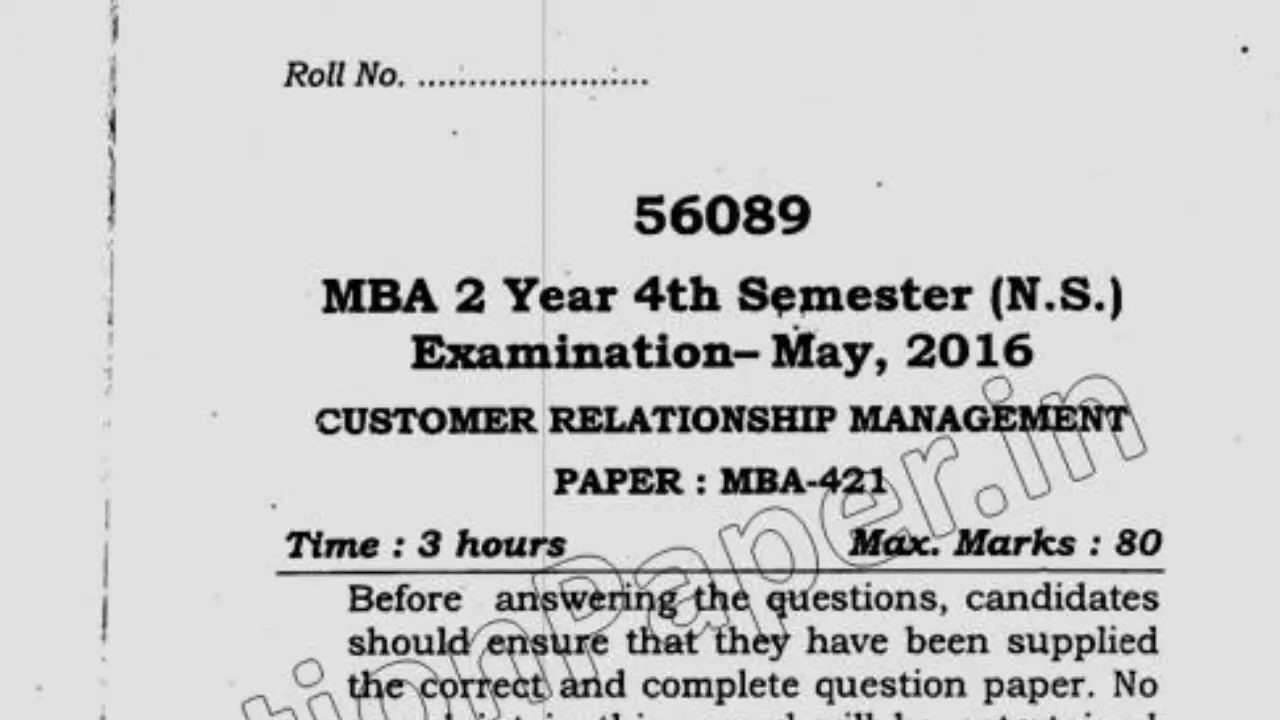 Roll No. ......................
56089
MBA 2 Year 4th Semester (N.S.)
Examination– May, 2016
CUSTOMER RELATIONSHIP MANAGEMENT
PAPER : MBA-421
Time : 3 hours Max. Marks : 80
Before answering the questions, candidates
should ensure that they have been supplied
the correct and complete question paper. No
tionPaper.in